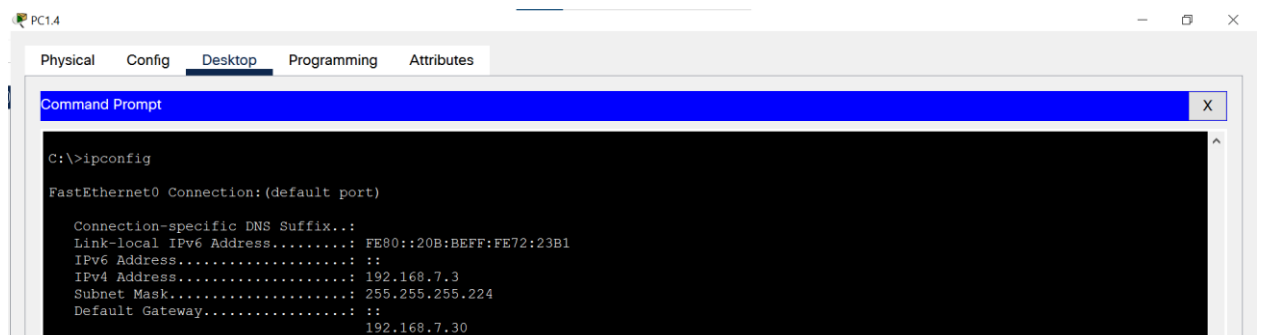 PC1.4
Physical Config Desktop Programming Attributes
Command Prompt X
C:\>ipconfig
FastEthernet0 Connection:(default port)
Connection-specific DNS Suffix..:
Link-local IPv6 Address.........: FE80::20B:BEFF:FE72:23B1
IPv6 Address....................: ::
IPv4 Address....................: 192.168.7.3
Subnet Mask.....................: 255.255.255.224
Default Gateway.................: ::
192.168.7.30